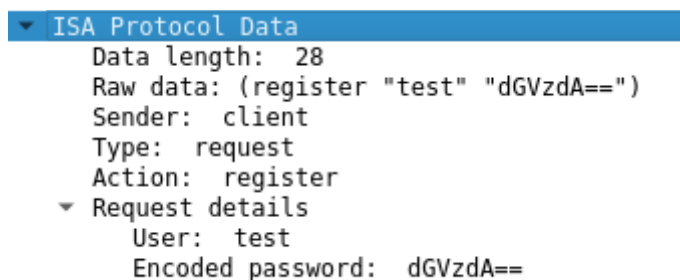 ISA Protocol Data
Data length:  28
Raw data: (register "test" "dGVzdA==")
Sender:  client
Type:  request
Action:  register
Request details
User:  test
Encoded password:  dGVzdA==